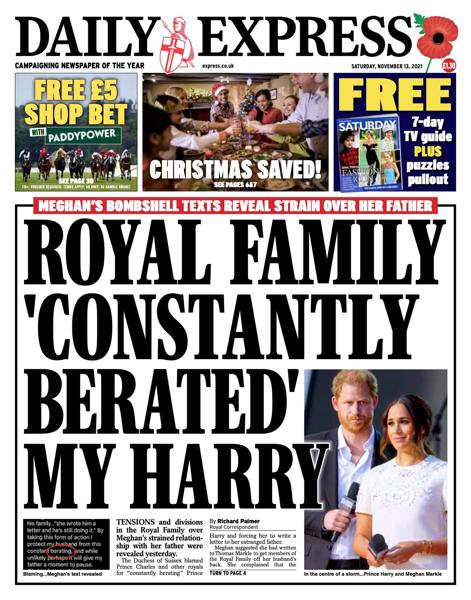 DAILY EXPRESS
CAMPAIGNING NEWSPAPER OF THE YEAR
express.co.uk
SATURDAY, NOVEMBER 13, 2021
£1.30
FREE £5
SHOP BET
WITH PADDYPOWER
SEE PAGE 30
CHRISTMAS SAVED!
SEE PAGES 6&7
FREE
SATURDAY
7-day
TV guide
PLUS
puzzles
pullout
MEGHAN'S BOMBSHELL TEXTS REVEAL STRAIN OVER HER FATHER
ROYAL FAMILY
'CONSTANTLY
BERATED'
MY HARRY
his family.. "she wrote him a
letter and he's still doing it." By
taking this form of action I
protect my husband from this
constant berating, and while
unlikely perhaps it will give my
father a moment to pause.
Blaming...Meghan's text revealed
TENSIONS and divisions
in the Royal Family over
Meghan's strained relation-
ship with her father were
revealed yesterday.
The Duchess of Sussex blamed
Prince Charles and other royals
for "constantly berating" Prince
By Richard Palmer
Royal Correspondent
Harry and forcing her to write a
letter to her estranged father.
Meghan suggested she had written
to Thomas Markle to get members of
the Royal Family off her husband's
back. She complained that the
TURN TO PAGE 4
In the centre of a storm...Prince Harry and Meghan Markle